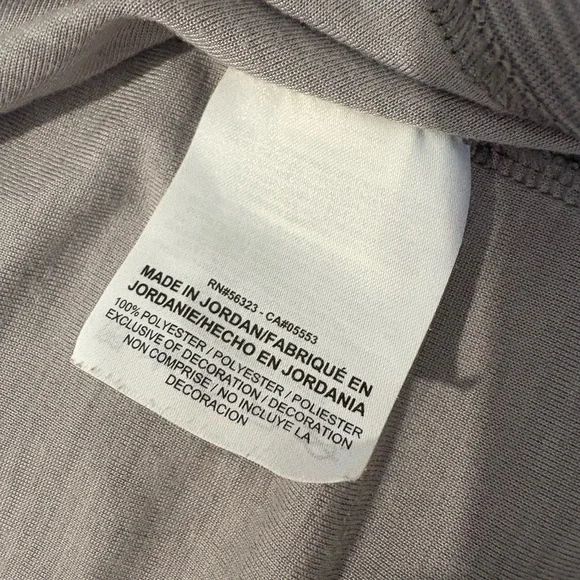 RN#56323 - CA#05553
MADE IN JORDAN/FABRIQUÉ EN
JORDANIE/HECHO EN JORDANIA
100% POLYESTER / POLYESTER / POLIESTER
EXCLUSIVE OF DECORATION / DECORATION
NON COMPRISE / NO INCLUYE LA
DECORACION